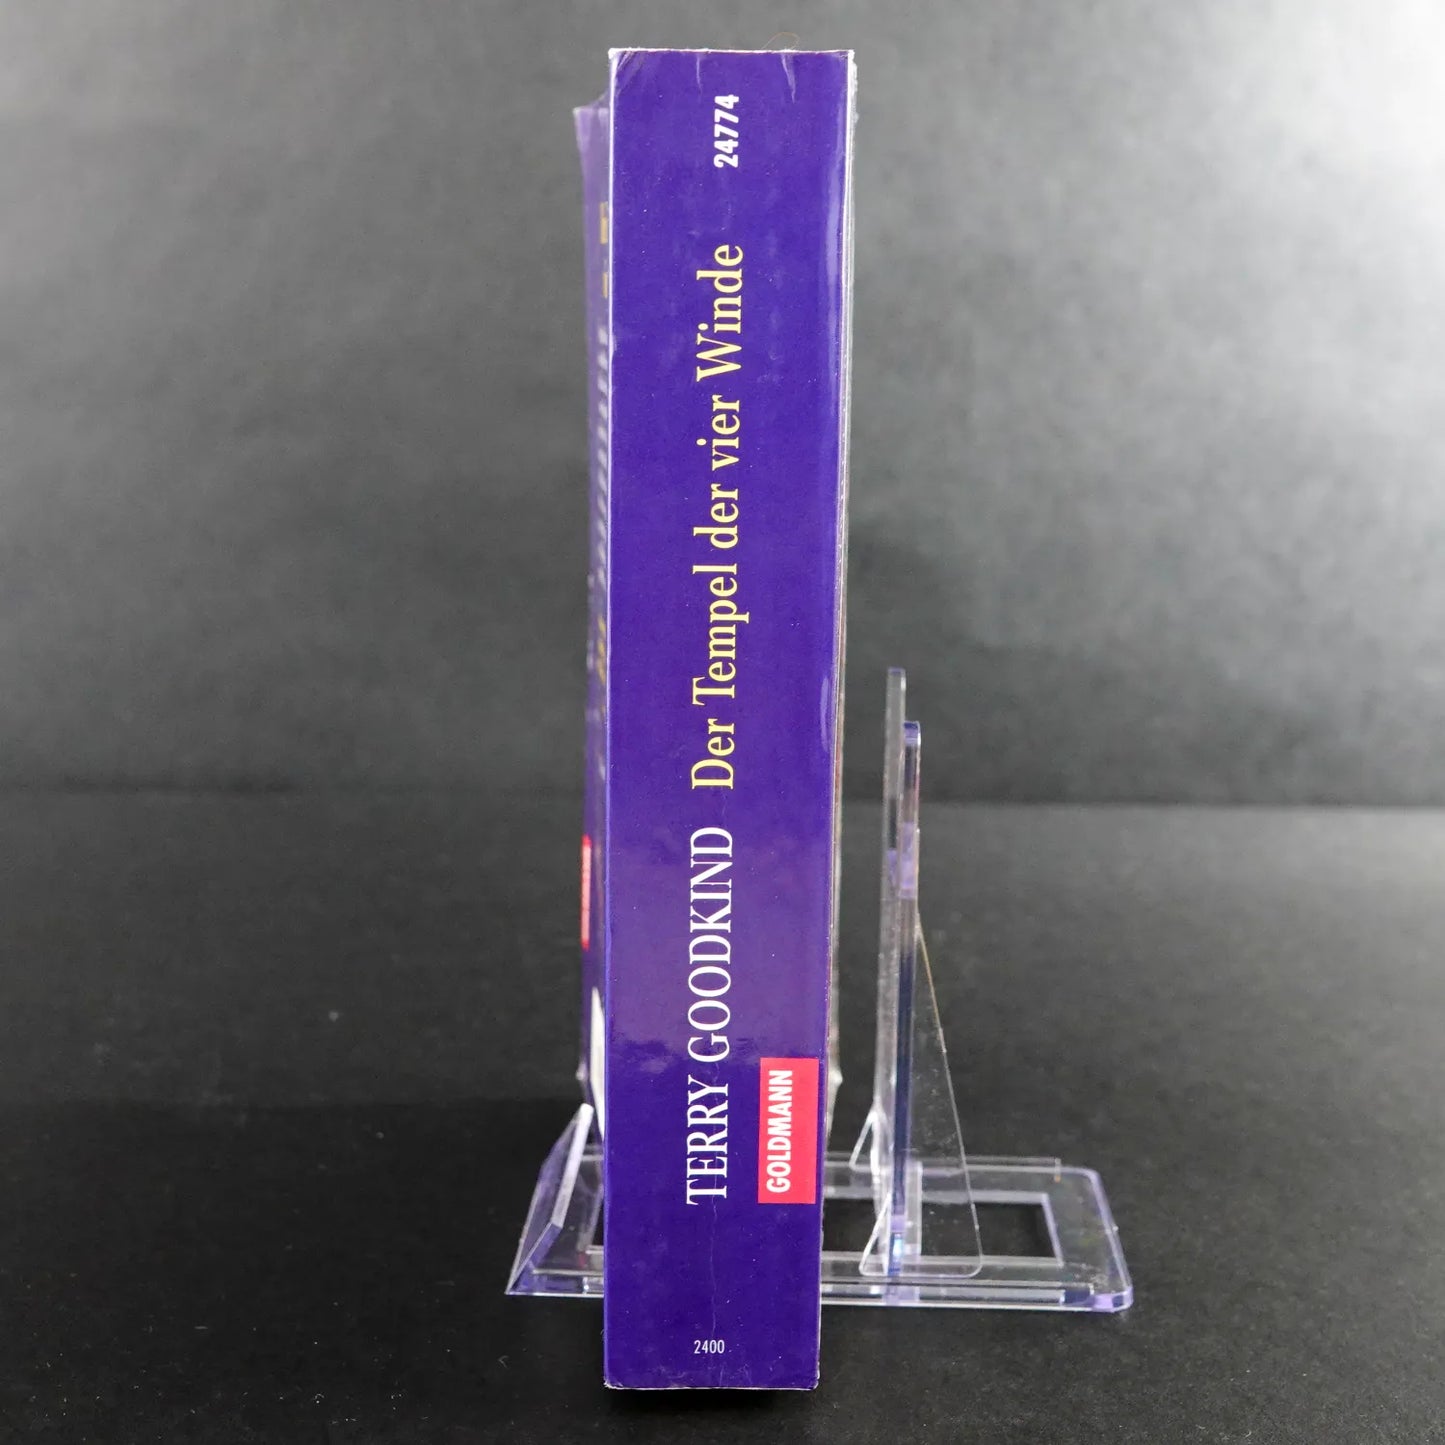 TERRY GOODKIND Der Tempel der vier Winde 24774
GOLDMANN
2400